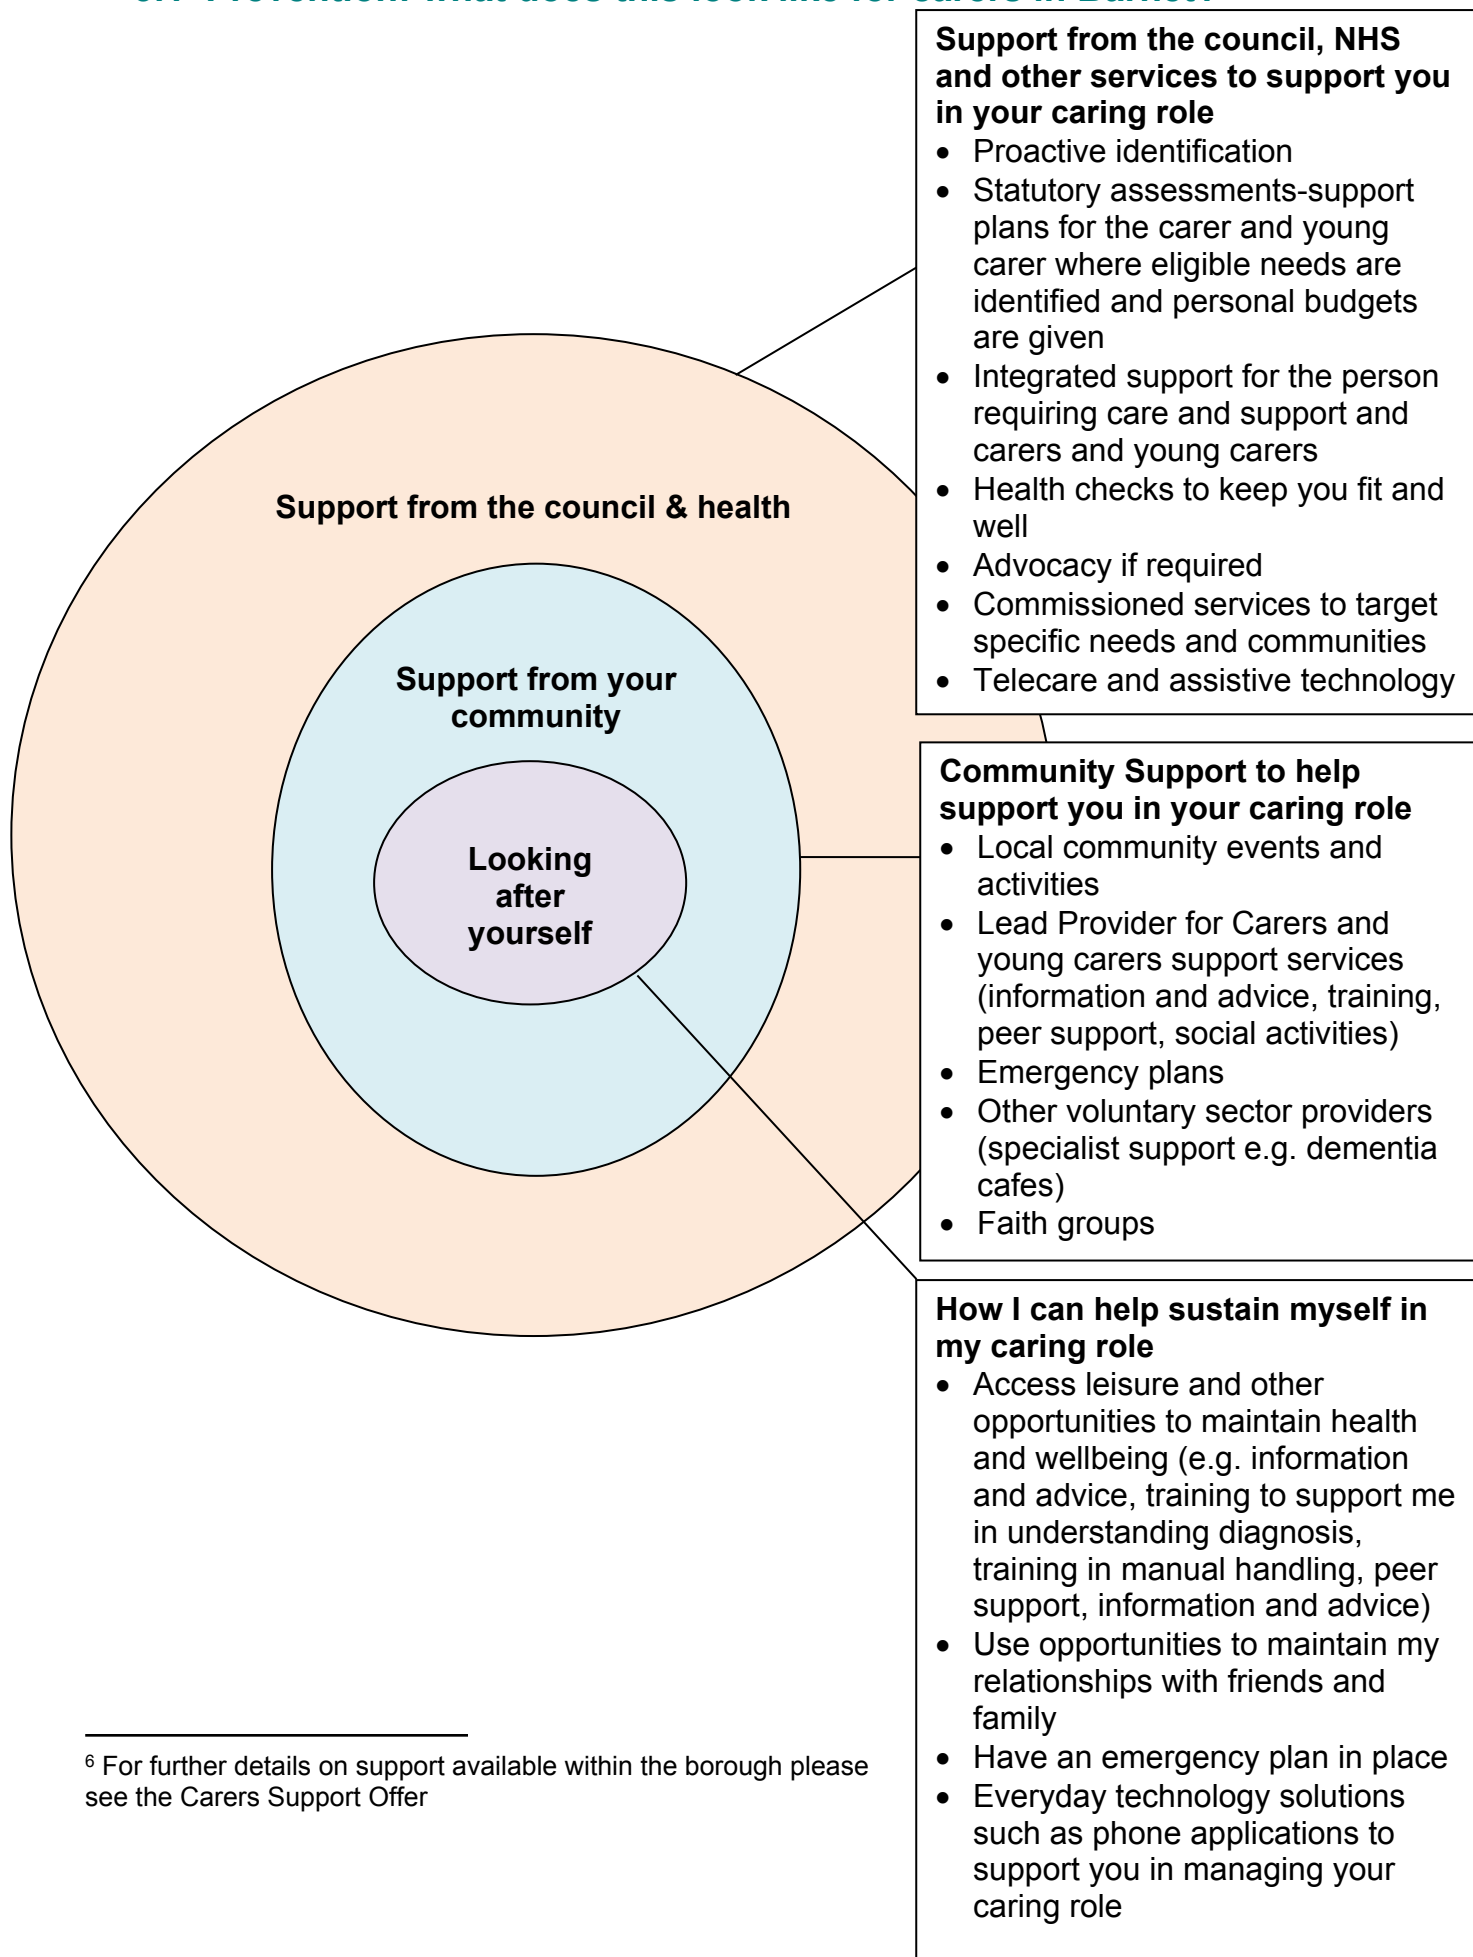 Support from the council, NHS
and other services to support you
in your caring role
• Proactive identification
• Statutory assessments-support
plans for the carer and young
carer where eligible needs are
identified and personal budgets
are given
• Integrated support for the person
requiring care and support and
carers and young carers
• Health checks to keep you fit and
well
• Advocacy if required
• Commissioned services to target
specific needs and communities
• Telecare and assistive technology
Support from the council & health
Support from your
community
Looking
after
yourself
Community Support to help
support you in your caring role
• Local community events and
activities
• Lead Provider for Carers and
young carers support services
(information and advice, training,
peer support, social activities)
• Emergency plans
• Other voluntary sector providers
(specialist support e.g. dementia
cafes)
• Faith groups
How I can help sustain myself in
my caring role
• Access leisure and other
opportunities to maintain health
and wellbeing (e.g. information
and advice, training to support me
in understanding diagnosis,
training in manual handling, peer
support, information and advice)
• Use opportunities to maintain my
relationships with friends and
family
• Have an emergency plan in place
• Everyday technology solutions
such as phone applications to
support you in managing your
caring role
6 For further details on support available within the borough please
see the Carers Support Offer